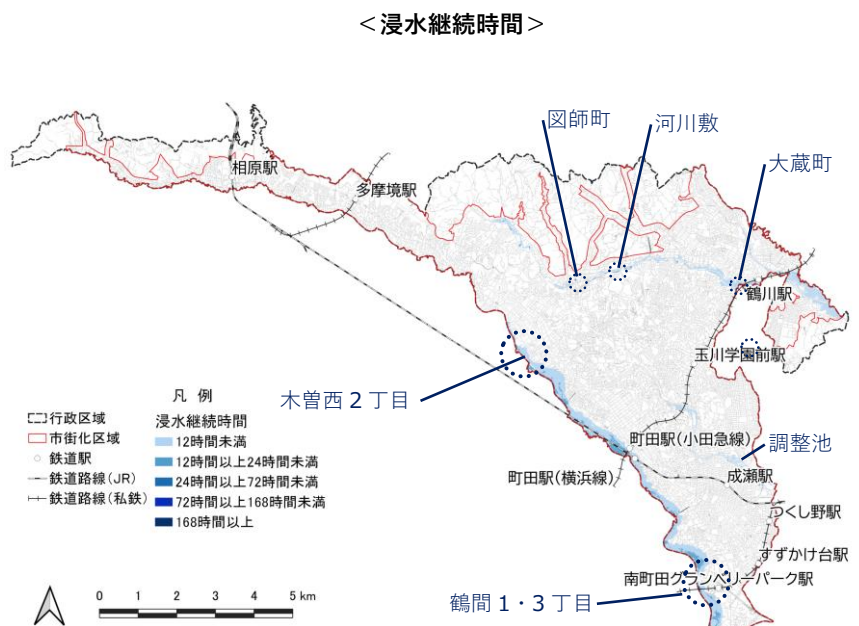 ＜浸水継続時間＞
図師町
河川敷
大蔵町
相原駅
多摩境駅
鶴川駅
玉川学園前駅
木曽西２丁目
町田駅(小田急線)
調整池
町田駅(横浜線)
成瀬駅
つくし野駅
すずかけ台駅
南町田グランベリーパーク駅
鶴間１・３丁目
凡 例
行政区域
市街化区域
鉄道駅
鉄道路線(JR)
鉄道路線(私鉄)
浸水継続時間
12時間未満
12時間以上24時間未満
24時間以上72時間未満
72時間以上168時間未満
168時間以上
0 1 2 3 4 5 km